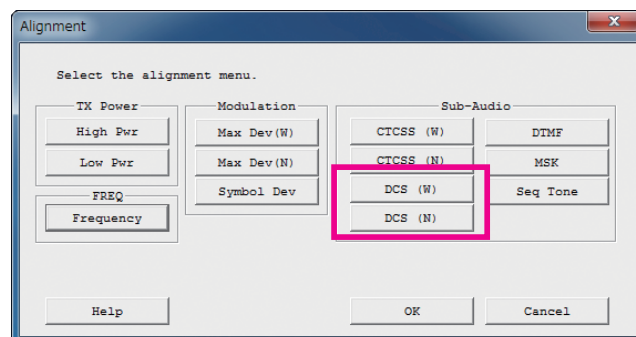 Alignment
Select the alignment menu.
TX Power
High Pwr
Low Pwr
FREQ
Frequency
Modulation
Max Dev(W)
Max Dev(N)
Symbol Dev
Sub-Audio
CTCSS (W)
CTCSS (N)
DCS (W)
DCS (N)
DTMF
MSK
Seq Tone
Help
OK
Cancel